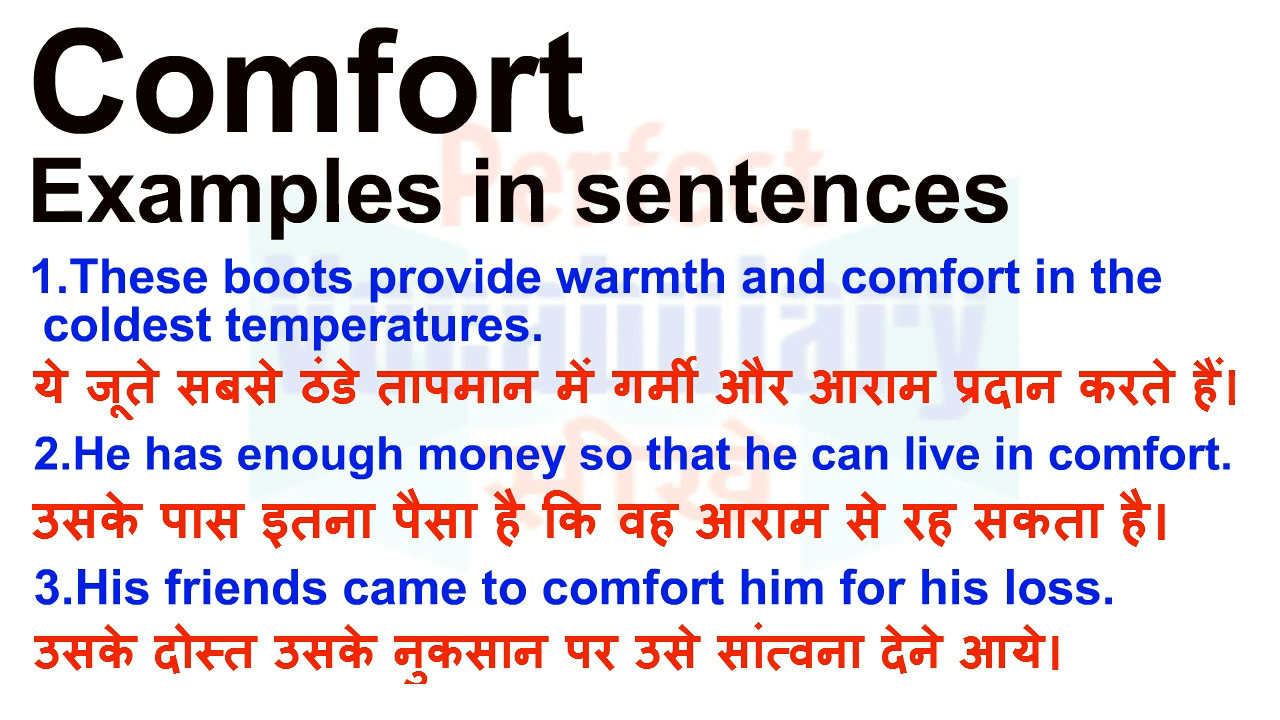 Comfort
Examples in sentences
1.These boots provide warmth and comfort in the
coldest temperatures.
ये जूते सबसे ठंडे तापमान में गर्मी और आराम प्रदान करते हैं।
2.He has enough money so that he can live in comfort.
उसके पास इतना पैसा है कि वह आराम से रह सकता है।
3.His friends came to comfort him for his loss.
उसके दोस्त उसके नुकसान पर उसे सांत्वना देने आये।
Perfect
Vocabulary
सीखे